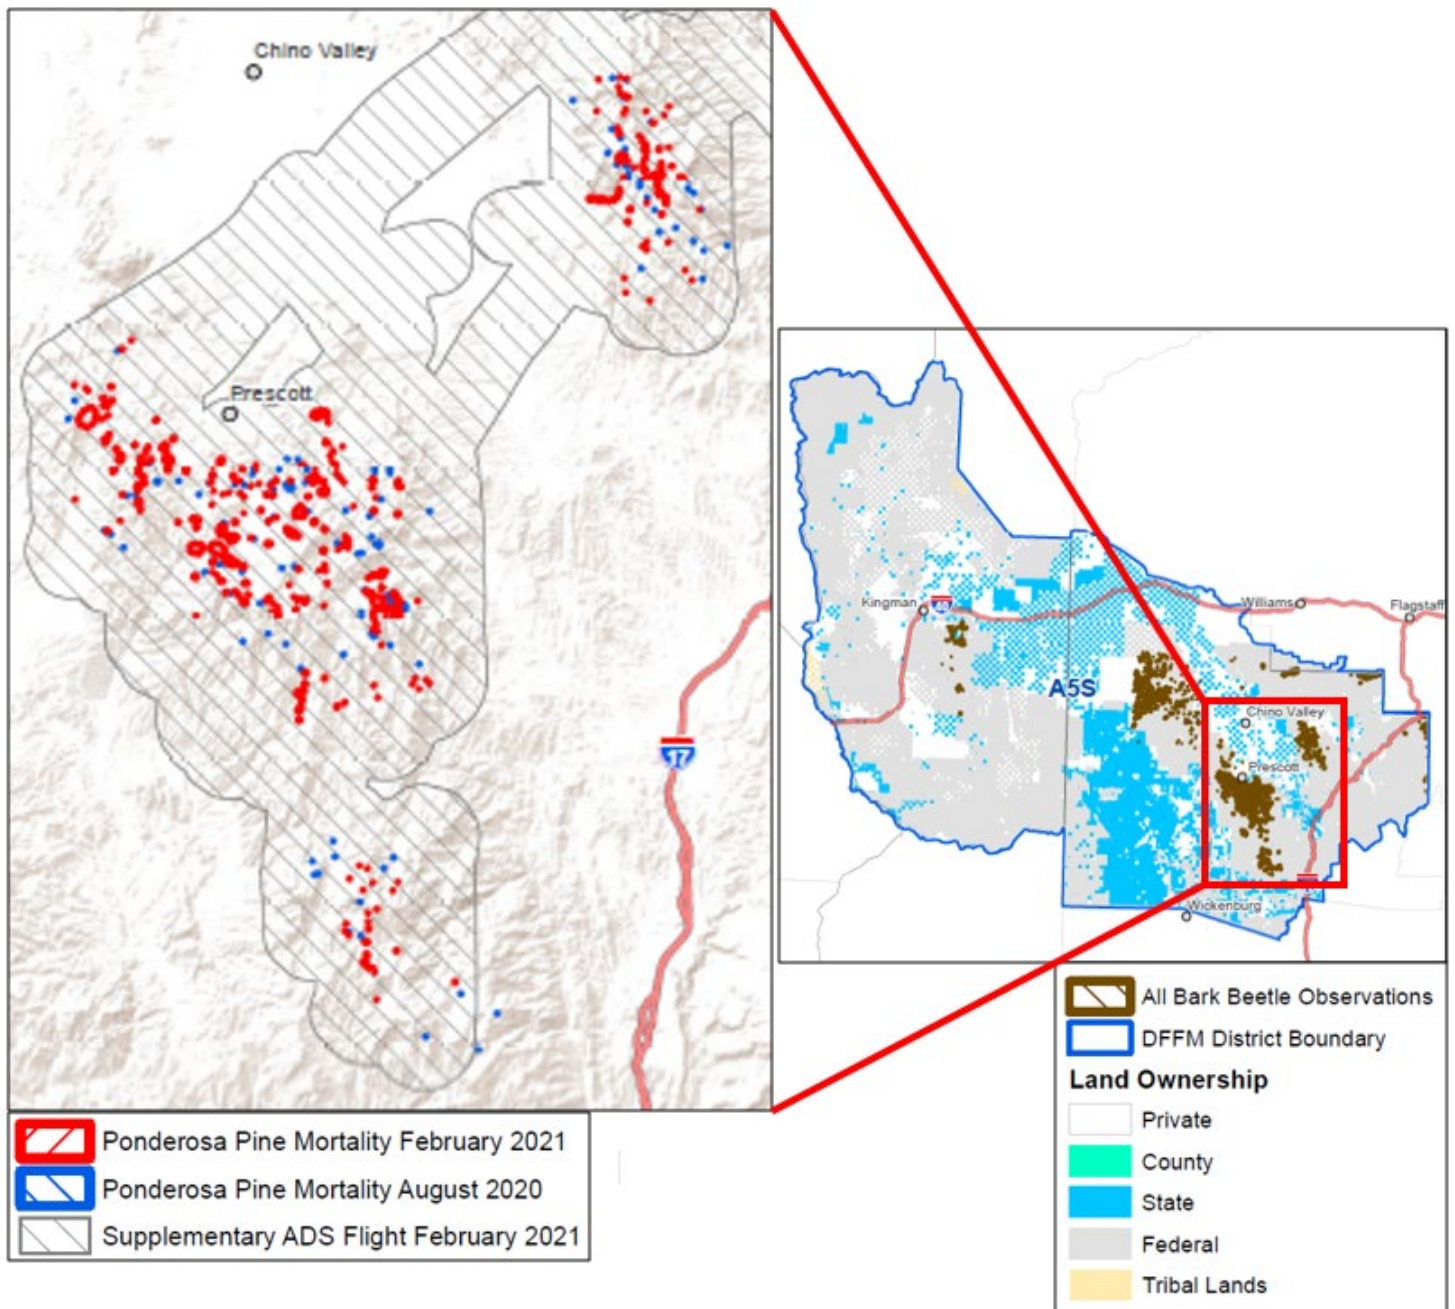 Chino Valley
Prescott
17
Ponderosa Pine Mortality February 2021
Ponderosa Pine Mortality August 2020
Supplementary ADS Flight February 2021
Kingman
40
Williams
Flagstaff
A5S
Chino Valley
Prescott
Wickenburg
All Bark Beetle Observations
DFFM District Boundary
Land Ownership
Private
County
State
Federal
Tribal Lands